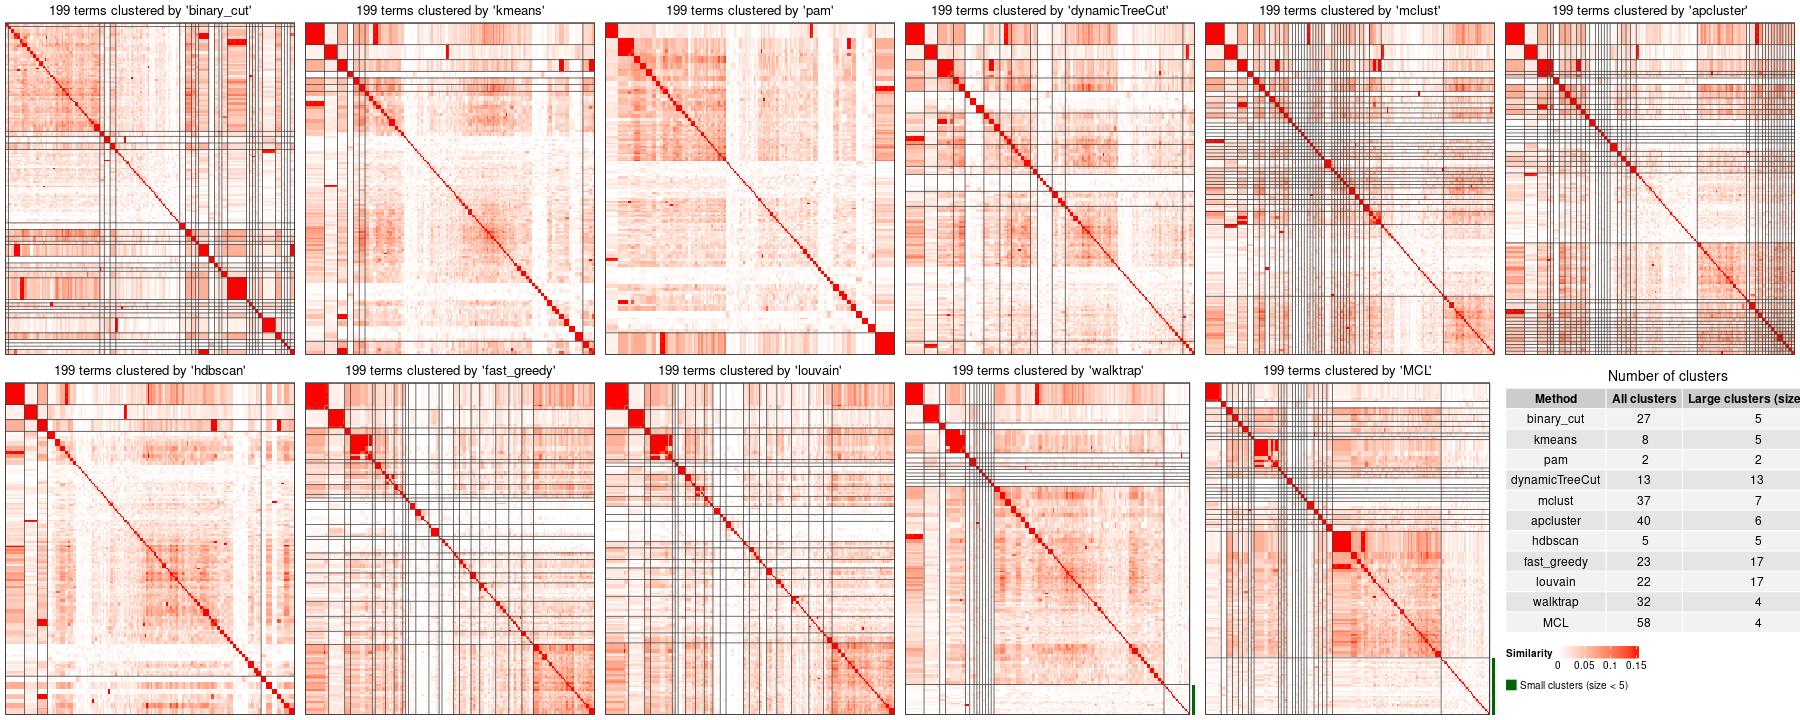 199 terms clustered by 'binary_cut'
199 terms clustered by 'kmeans'
199 terms clustered by 'pam'
199 terms clustered by 'dynamicTreeCut'
199 terms clustered by 'mclust'
199 terms clustered by 'apcluster'
199 terms clustered by 'hdbscan'
199 terms clustered by 'fast_greedy'
199 terms clustered by 'louvain'
199 terms clustered by 'walktrap'
199 terms clustered by 'MCL'
Number of clusters
Method All clusters Large clusters (size
binary_cut 27 5
kmeans 8 5
pam 2 2
dynamicTreeCut 13 13
mclust 37 7
apcluster 40 6
hdbscan 5 5
fast_greedy 23 17
louvain 22 17
walktrap 32 4
MCL 58 4
Similarity
0 0.05 0.1 0.15
Small clusters (size < 5)